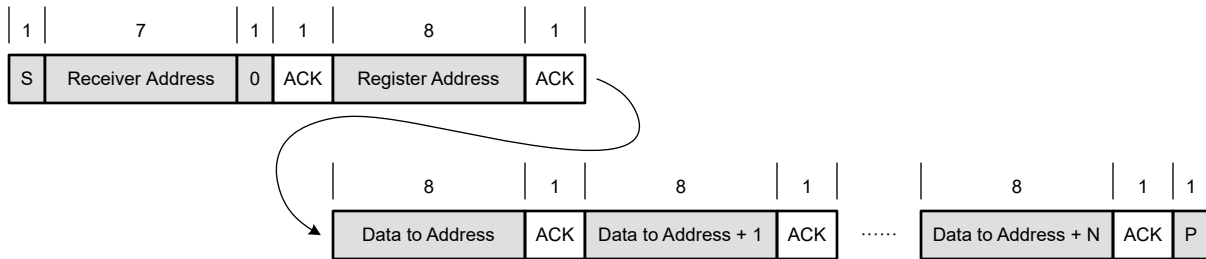 1 7 1 1 8 1
S Receiver Address 0 ACK Register Address ACK
8 1 8 1 8 1 1
Data to Address ACK Data to Address + 1 ACK ...... Data to Address + N ACK P